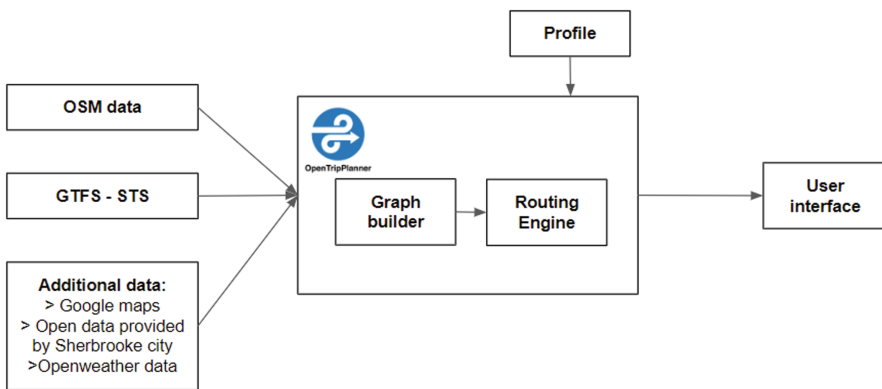 Profile
OSM data
OpenTripPlanner
GTFS - STS
Graph
builder
Routing
Engine
User
interface
Additional data:
> Google maps
> Open data provided
by Sherbrooke city
>Openweather data